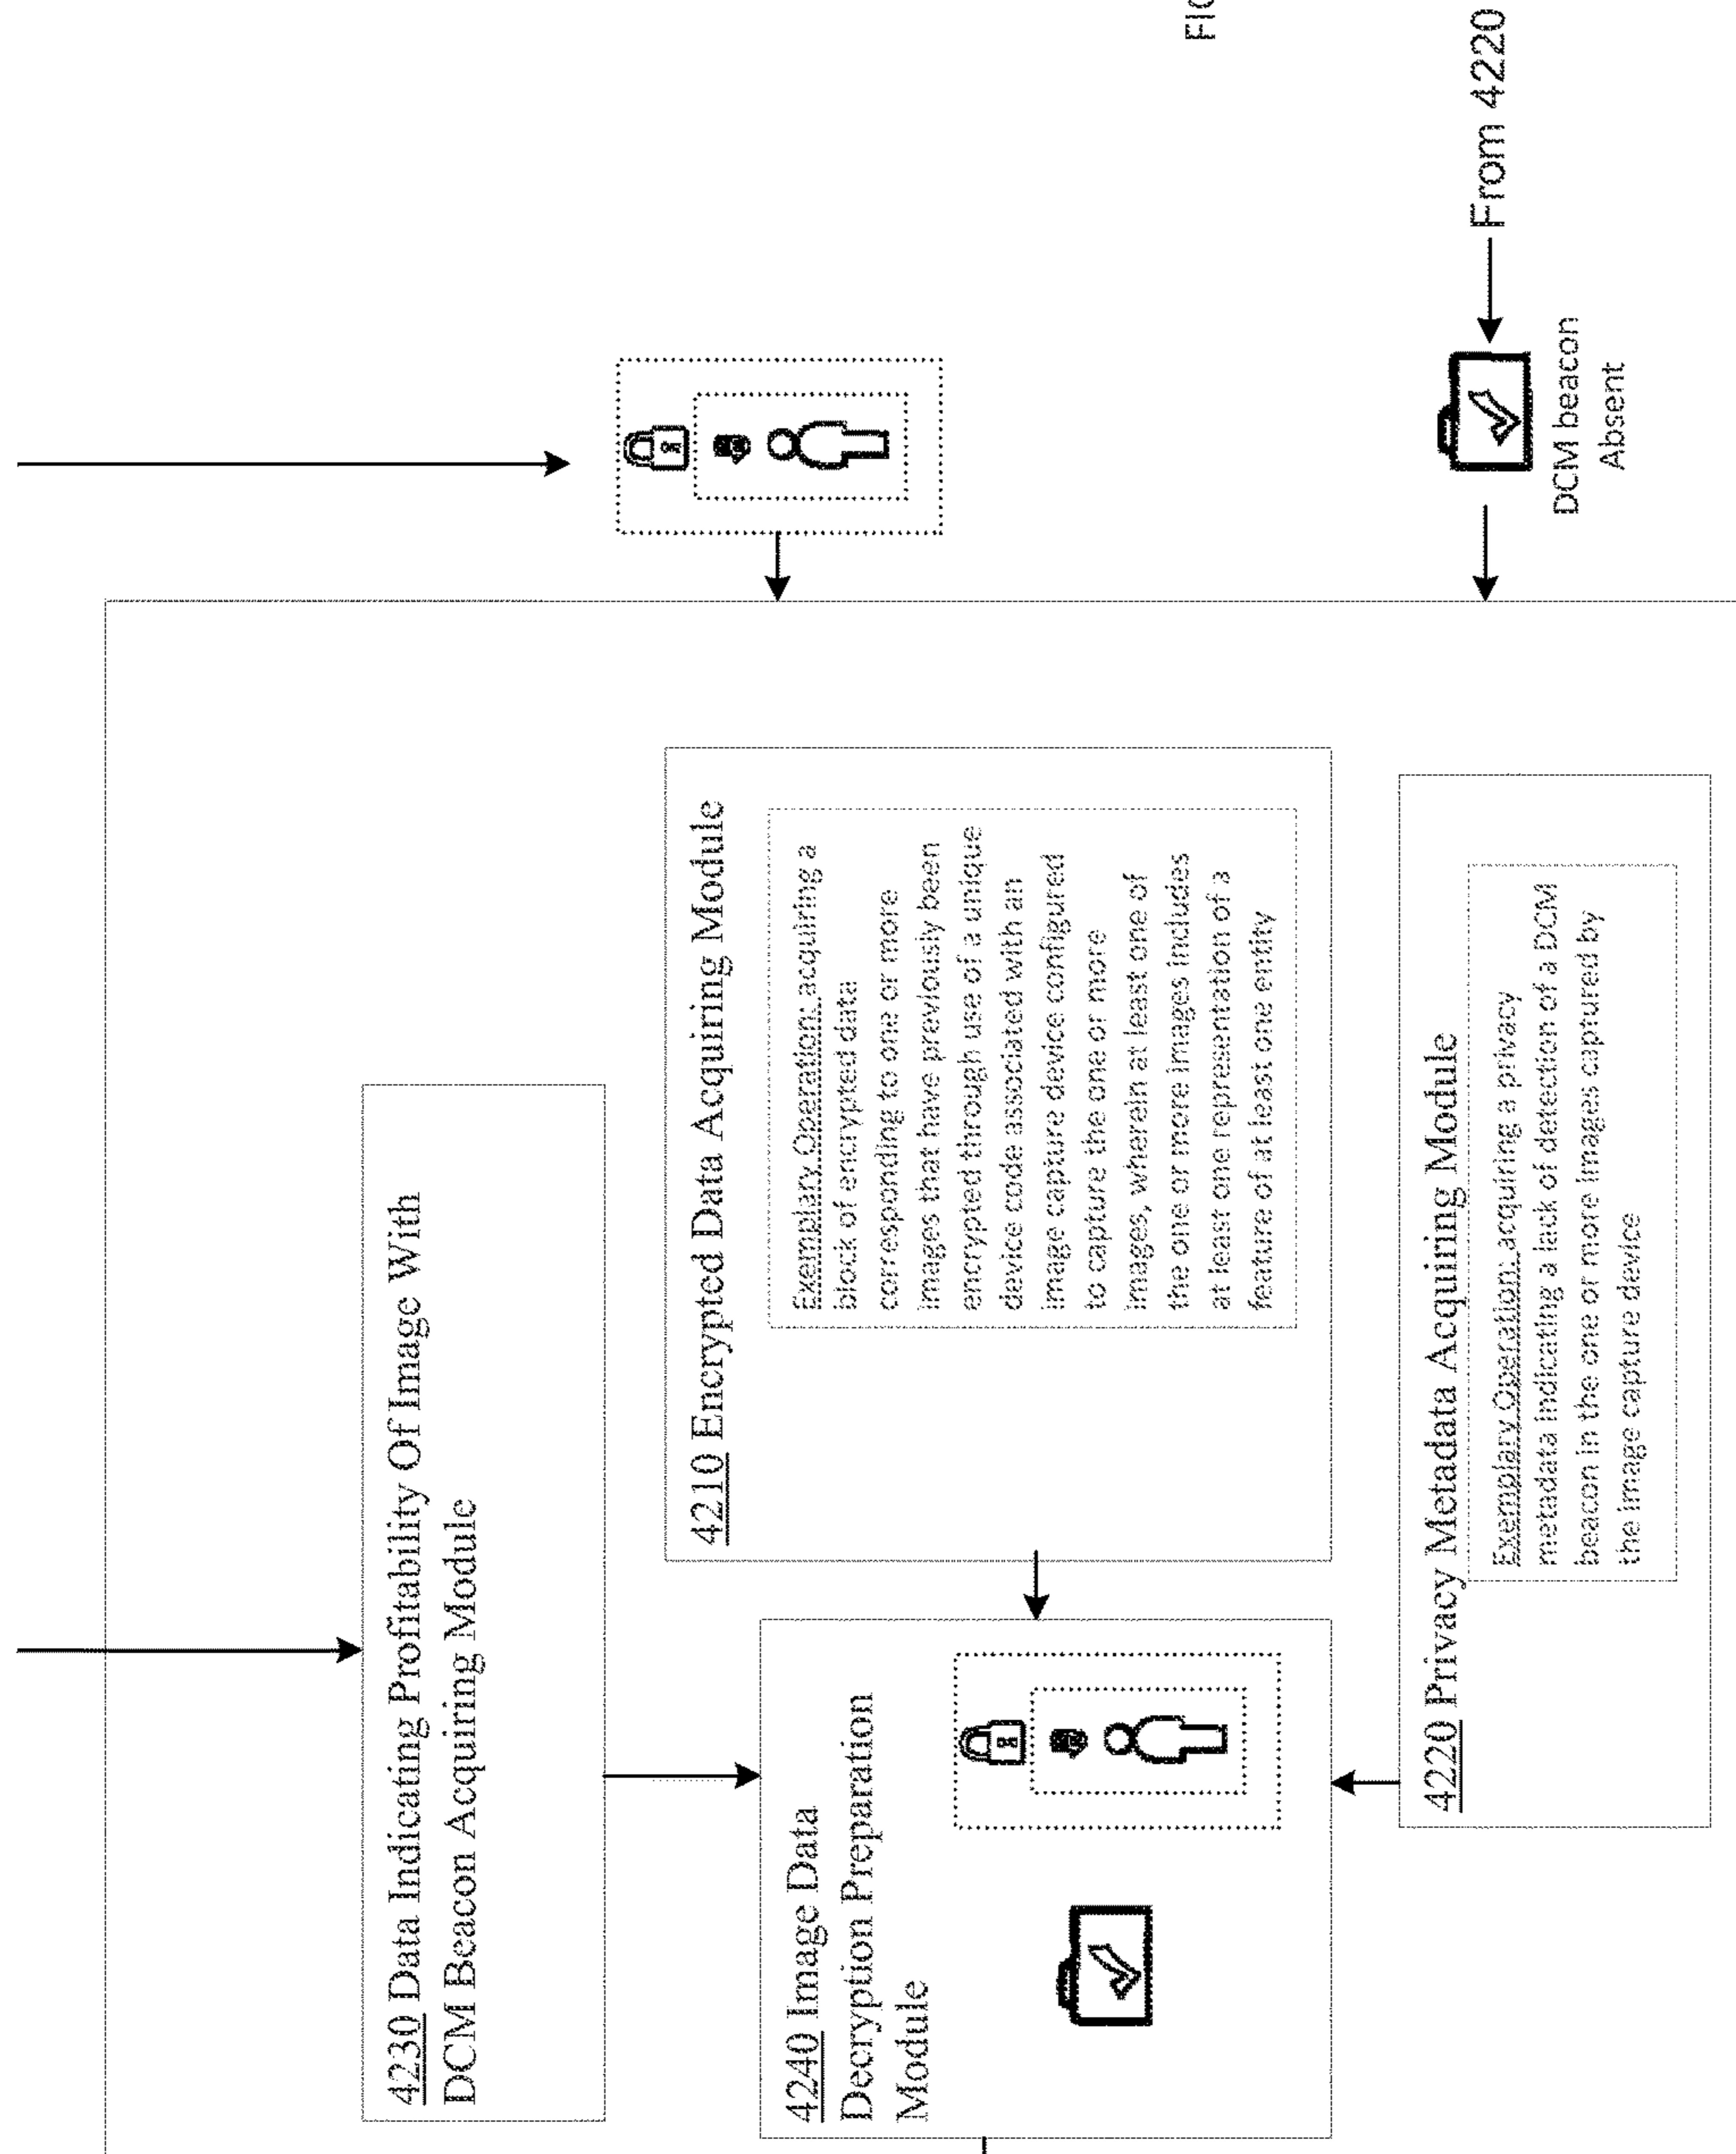 4230 Data Indicating Profitability Of Image With
DCM Beacon Acquiring Module
4240 Image Data
Decryption Preparation
Module
4210 Encrypted Data Acquiring Module
Exemplary Operation: acquiring a
block of encrypted data
corresponding to one or more
images that have previously been
encrypted through use of a unique
device code associated with an
image capture device configured
to capture the one or more
images, wherein at least one of
the one or more images includes
at least one representation of a
feature of at least one entity
4220 Privacy Metadata Acquiring Module
Exemplary Operation: acquiring a privacy
metadata indicating a lack of detection of a DCM
beacon in the one or more images captured by
the image capture device
From 4220
DCM beacon
Absent